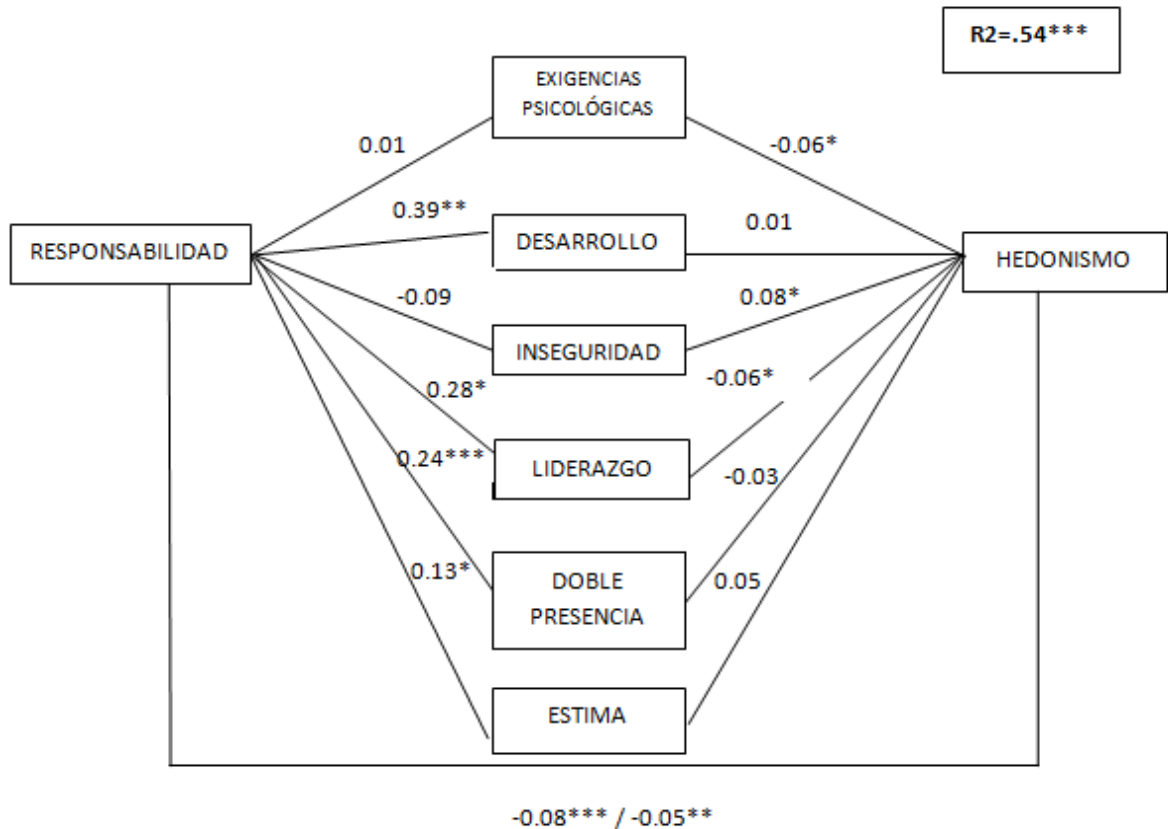 R2=.54***
EXIGENCIAS
PSICOLÓGICAS
0.01
-0.06*
0.39**
0.01
RESPONSABILIDAD
DESARROLLO
HEDONISMO
-0.09
0.08*
INSEGURIDAD
0.28*
-0.06*
0.24***
LIDERAZGO
-0.03
0.13*
DOBLE
PRESENCIA
0.05
ESTIMA
-0.08*** / -0.05**